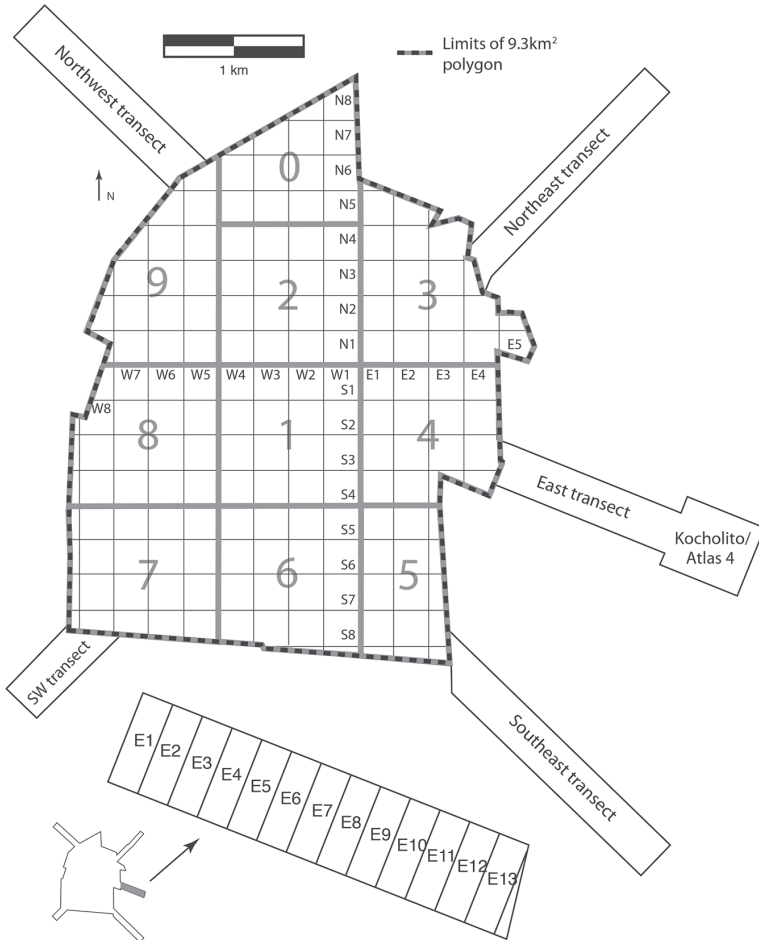 Northwest transect
1 km
Limits of 9.3km²
polygon
Northeast transect
N
N8
N7
0
N6
N5
N4
9
2
3
N3
N2
N1
E5
W7 W6 W5 W4 W3 W2 W1 E1 E2 E3 E4
S1
W8
8
1
4
S2
S3
S4
East transect
Kocholito/
Atlas 4
S5
7
6
5
S6
S7
S8
SW transect
Southeast transect
E1
E2
E3
E4
E5
E6
E7
E8
E9
E10
E11
E12
E13